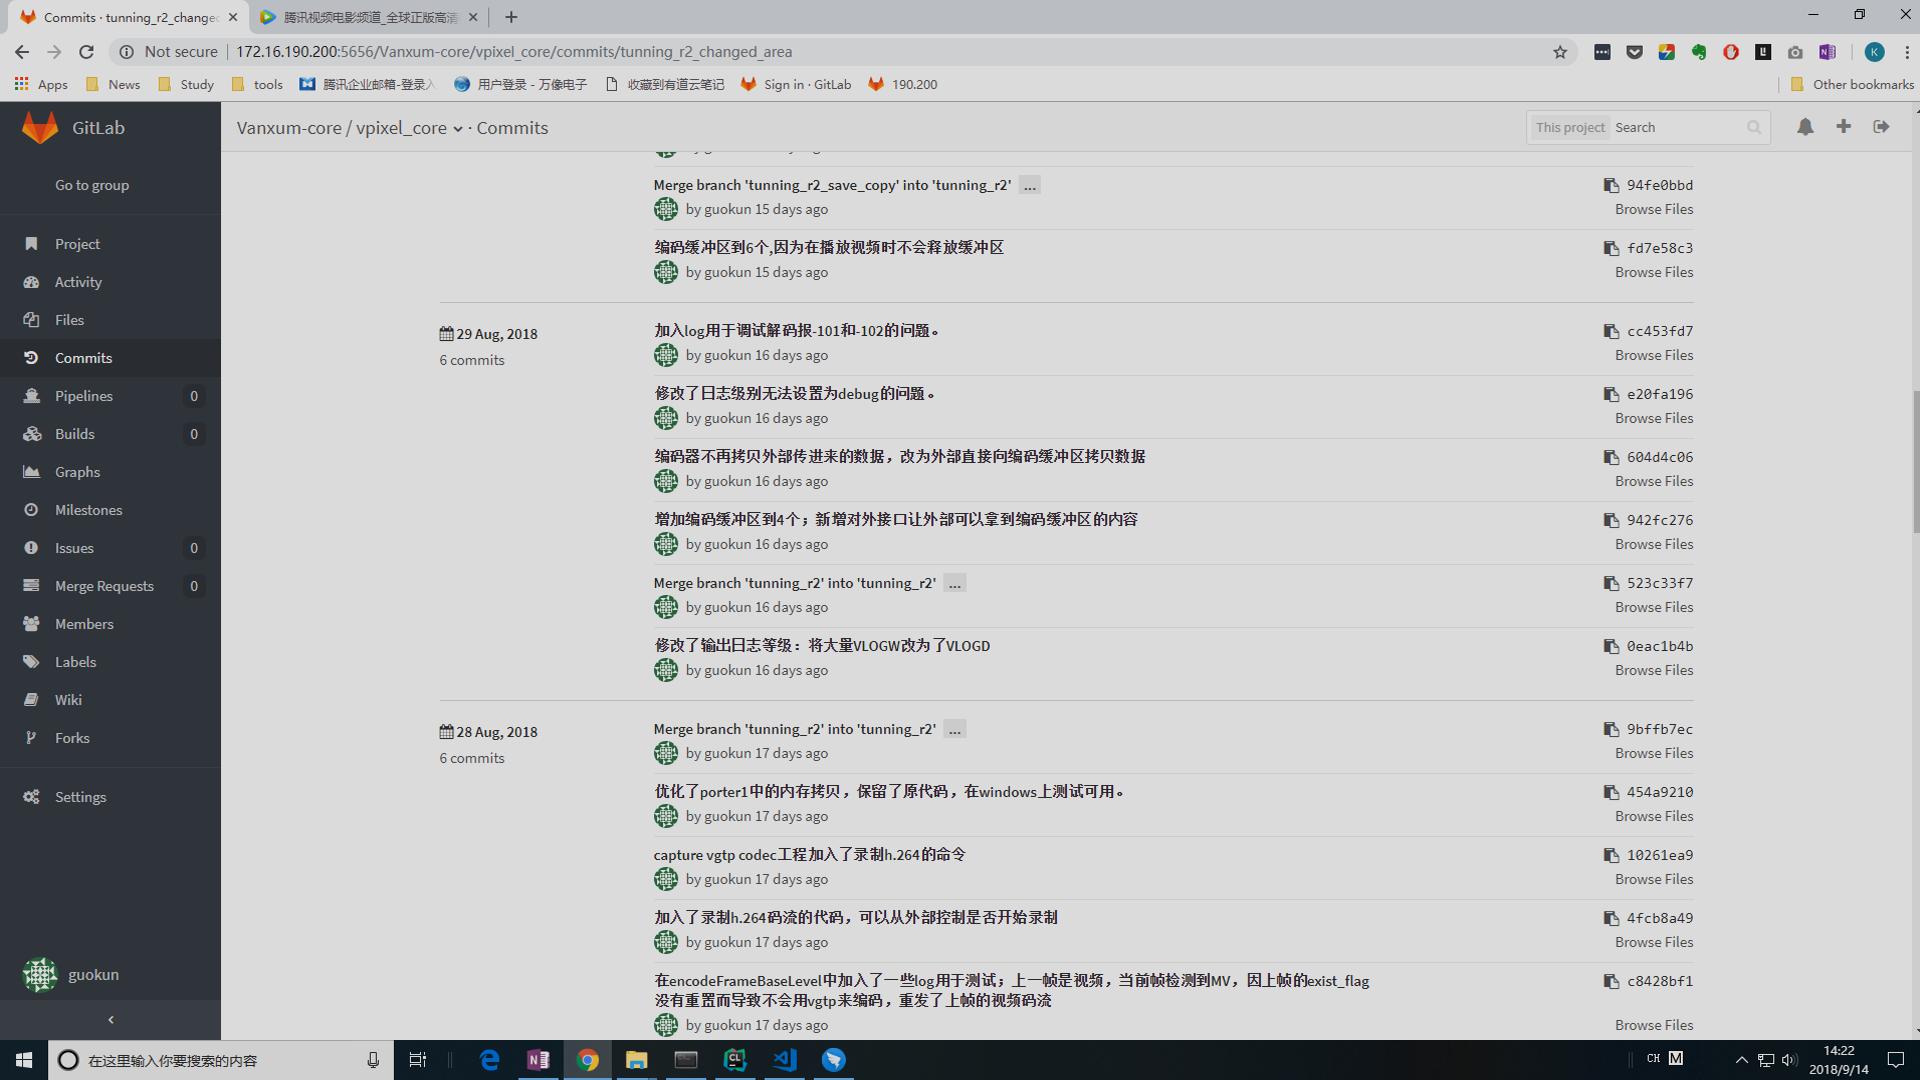 Commits · tunning_r2_change
腾讯视频电影频道_全球正版高清
Not secure
172.16.190.200:5656/Vanxum-core/vpixel_core/commits/tunning_r2_changed_area
K
Apps
News
Study
tools
腾讯企业邮箱-登录入
用户登录 - 万像电子
收藏到有道云笔记
Sign in · GitLab
190.200
Other bookmarks
GitLab
Vanxum-core / vpixel_core · Commits
This project Search
Go to group
Project
Activity
Files
Commits
Pipelines 0
Builds 0
Graphs
Milestones
Issues 0
Merge Requests 0
Members
Labels
Wiki
Forks
Settings
guokun
Merge branch 'tunning_r2_save_copy' into 'tunning_r2' ...
94fe0bbd
by guokun 15 days ago
Browse Files
编码缓冲区到6个,因为在播放视频时不会释放缓冲区
fd7e58c3
by guokun 15 days ago
Browse Files
29 Aug, 2018
6 commits
加入log用于调试解码报-101和-102的问题。
cc453fd7
by guokun 16 days ago
Browse Files
修改了日志级别无法设置为debug的问题。
e20fa196
by guokun 16 days ago
Browse Files
编码器不再拷贝外部传进来的数据，改为外部直接向编码缓冲区拷贝数据
604d4c06
by guokun 16 days ago
Browse Files
增加编码缓冲区到4个；新增对外接口让外部可以拿到编码缓冲区的内容
942fc276
by guokun 16 days ago
Browse Files
Merge branch 'tunning_r2' into 'tunning_r2' ...
523c33f7
by guokun 16 days ago
Browse Files
修改了输出日志等级：将大量VLOGW改为了VLOGD
0eac1b4b
by guokun 16 days ago
Browse Files
28 Aug, 2018
6 commits
Merge branch 'tunning_r2' into 'tunning_r2' ...
9bffb7ec
by guokun 17 days ago
Browse Files
优化了porter1中的内存拷贝，保留了原代码，在windows上测试可用。
454a9210
by guokun 17 days ago
Browse Files
capture vgtp codec工程加入了录制h.264的命令
10261ea9
by guokun 17 days ago
Browse Files
加入了录制h.264码流的代码，可以从外部控制是否开始录制
4fcb8a49
by guokun 17 days ago
Browse Files
在encodeFrameBaseLevel中加入了一些log用于测试；上一帧是视频，当前帧检测到MV，因上帧的exist_flag
没有重置而导致不会用vgtp来编码，重发了上帧的视频码流
c8428bf1
by guokun 17 days ago
Browse Files
在这里输入你要搜索的内容
CH M
14:22
2018/9/14